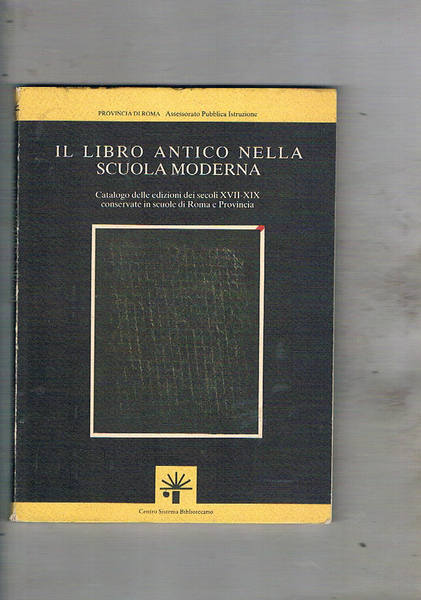 PROVINCIA DI ROMA Assessorato Pubblica Istruzione
IL LIBRO ANTICO NELLA
SCUOLA MODERNA
Catalogo delle edizioni dei secoli XVII-XIX
conservate in scuole di Roma e Provincia
Centro Sistema Bibliotecario